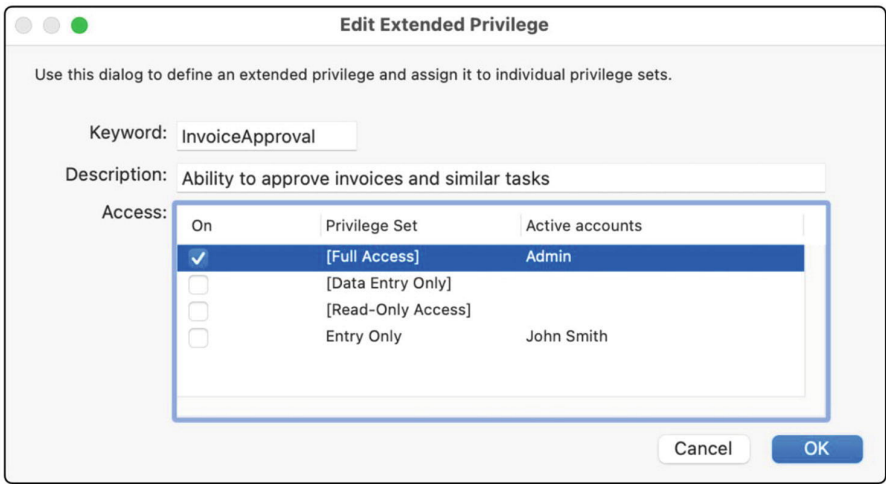 Edit Extended Privilege
Use this dialog to define an extended privilege and assign it to individual privilege sets.
Keyword: InvoiceApproval
Description: Ability to approve invoices and similar tasks
Access:
On Privilege Set Active accounts
[Full Access] Admin
[Data Entry Only]
[Read-Only Access]
Entry Only John Smith
Cancel OK